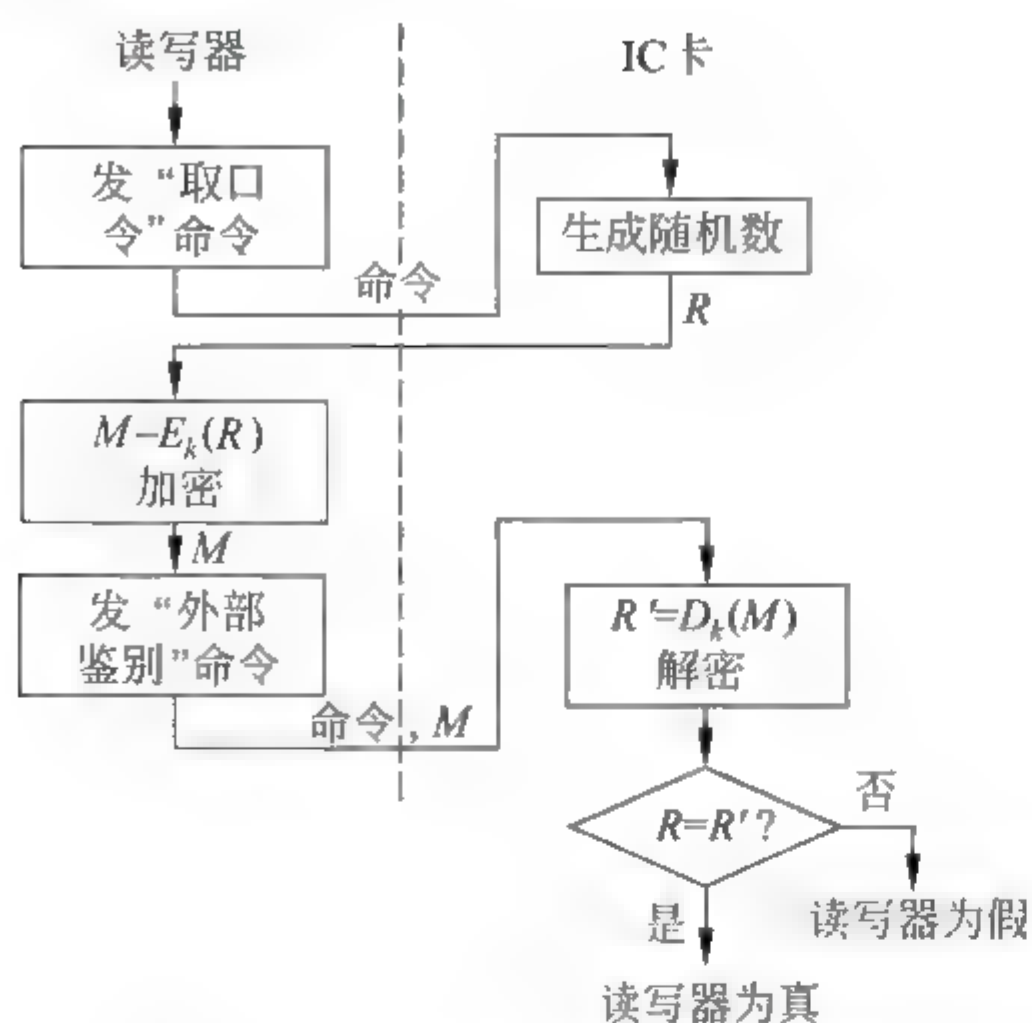 读写器
IC 卡
发 “取口
令” 命令
生成随机数
命令
R
M-E_k(R)
加密
M
发 “外部
鉴别” 命令
R'=D_k(M)
解密
命令, M
R=R'?
否
是
读写器为假
读写器为真